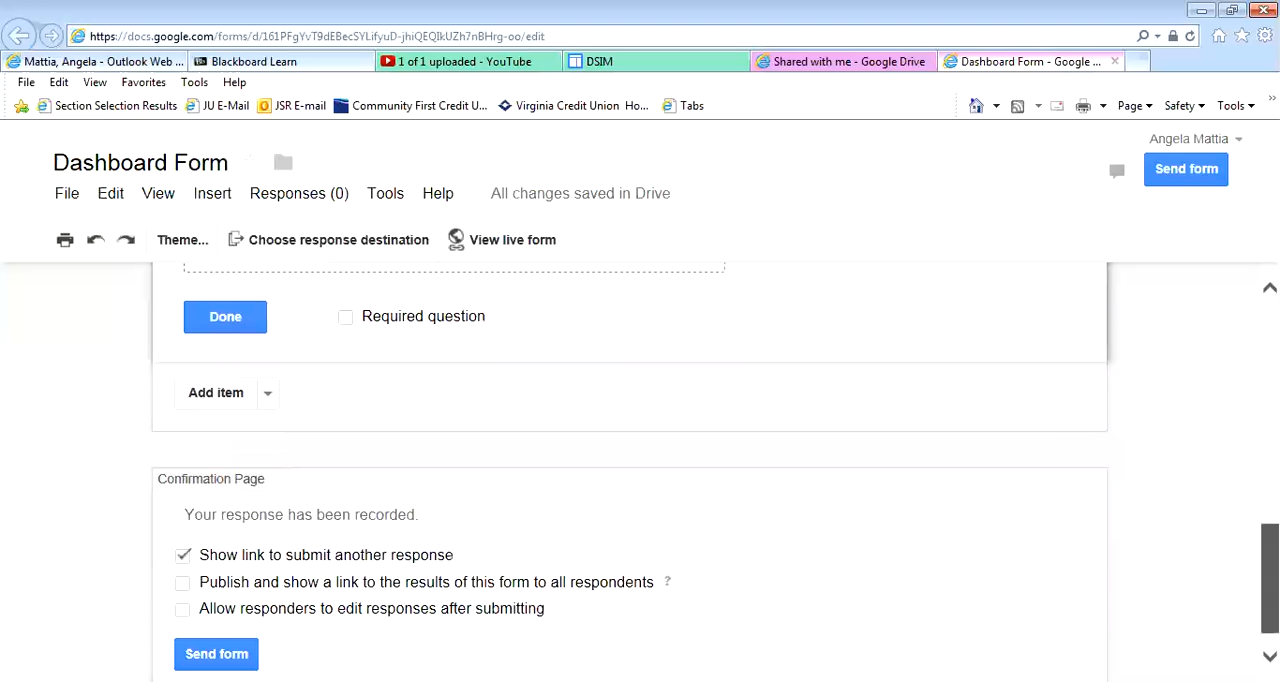 https://docs.google.com/forms/d/161PFgYvT9dEBecSYLifyuD-jhiQEQIkUZh7nBHrg-oo/edit
Mattia, Angela - Outlook Web ... Blackboard Learn 1 of 1 uploaded - YouTube DSIM Shared with me - Google Drive Dashboard Form - Google ...
File Edit View Favorites Tools Help
Section Selection Results JU E-Mail JSR E-mail Community First Credit U... Virginia Credit Union Ho... Tabs Page Safety Tools
Angela Mattia
Dashboard Form
Send form
File Edit View Insert Responses (0) Tools Help All changes saved in Drive
Theme... Choose response destination View live form
Done Required question
Add item
Confirmation Page
Your response has been recorded.
Show link to submit another response
Publish and show a link to the results of this form to all respondents ?
Allow responders to edit responses after submitting
Send form